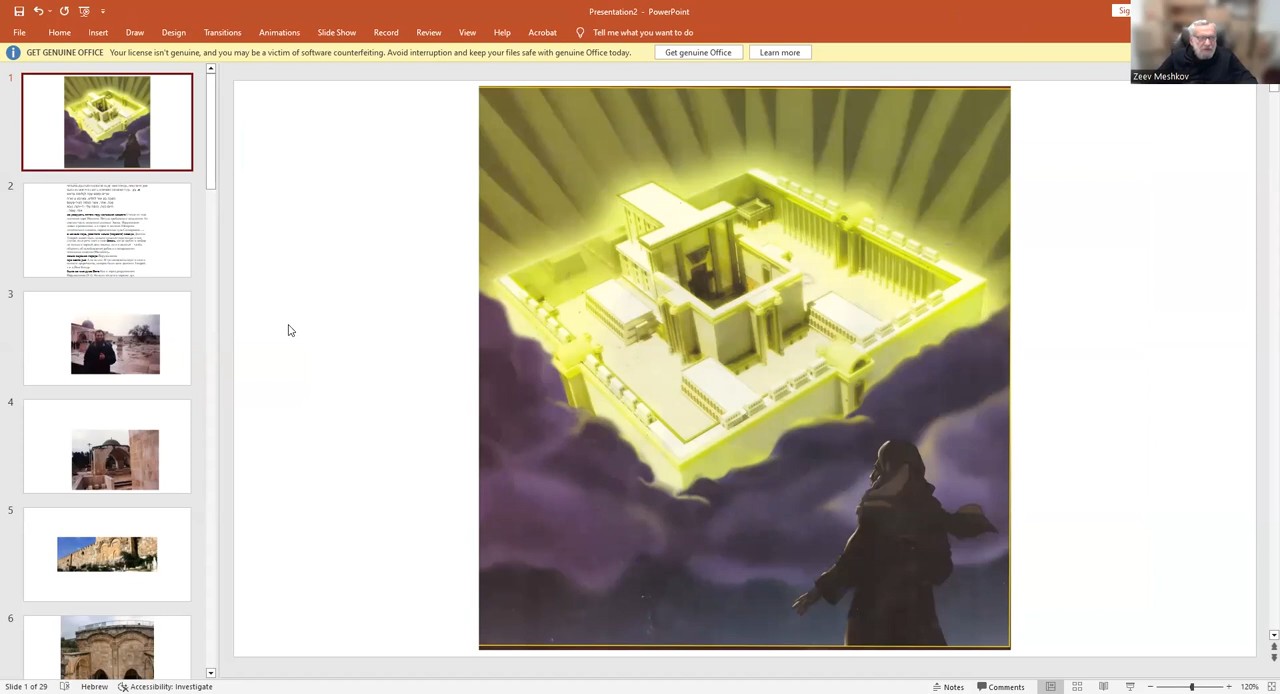 Presentation2 - PowerPoint
Sig
File Home Insert Draw Design Transitions Animations Slide Show Record Review View Help Acrobat Tell me what you want to do
GET GENUINE OFFICE Your license isn't genuine, and you may be a victim of software counterfeiting. Avoid interruption and keep your files safe with genuine Office today. Get genuine Office Learn more
Zeev Meshkov
1
2
3
4
5
6
Slide 1 of 29 Hebrew Accessibility: Investigate Notes Comments 120%